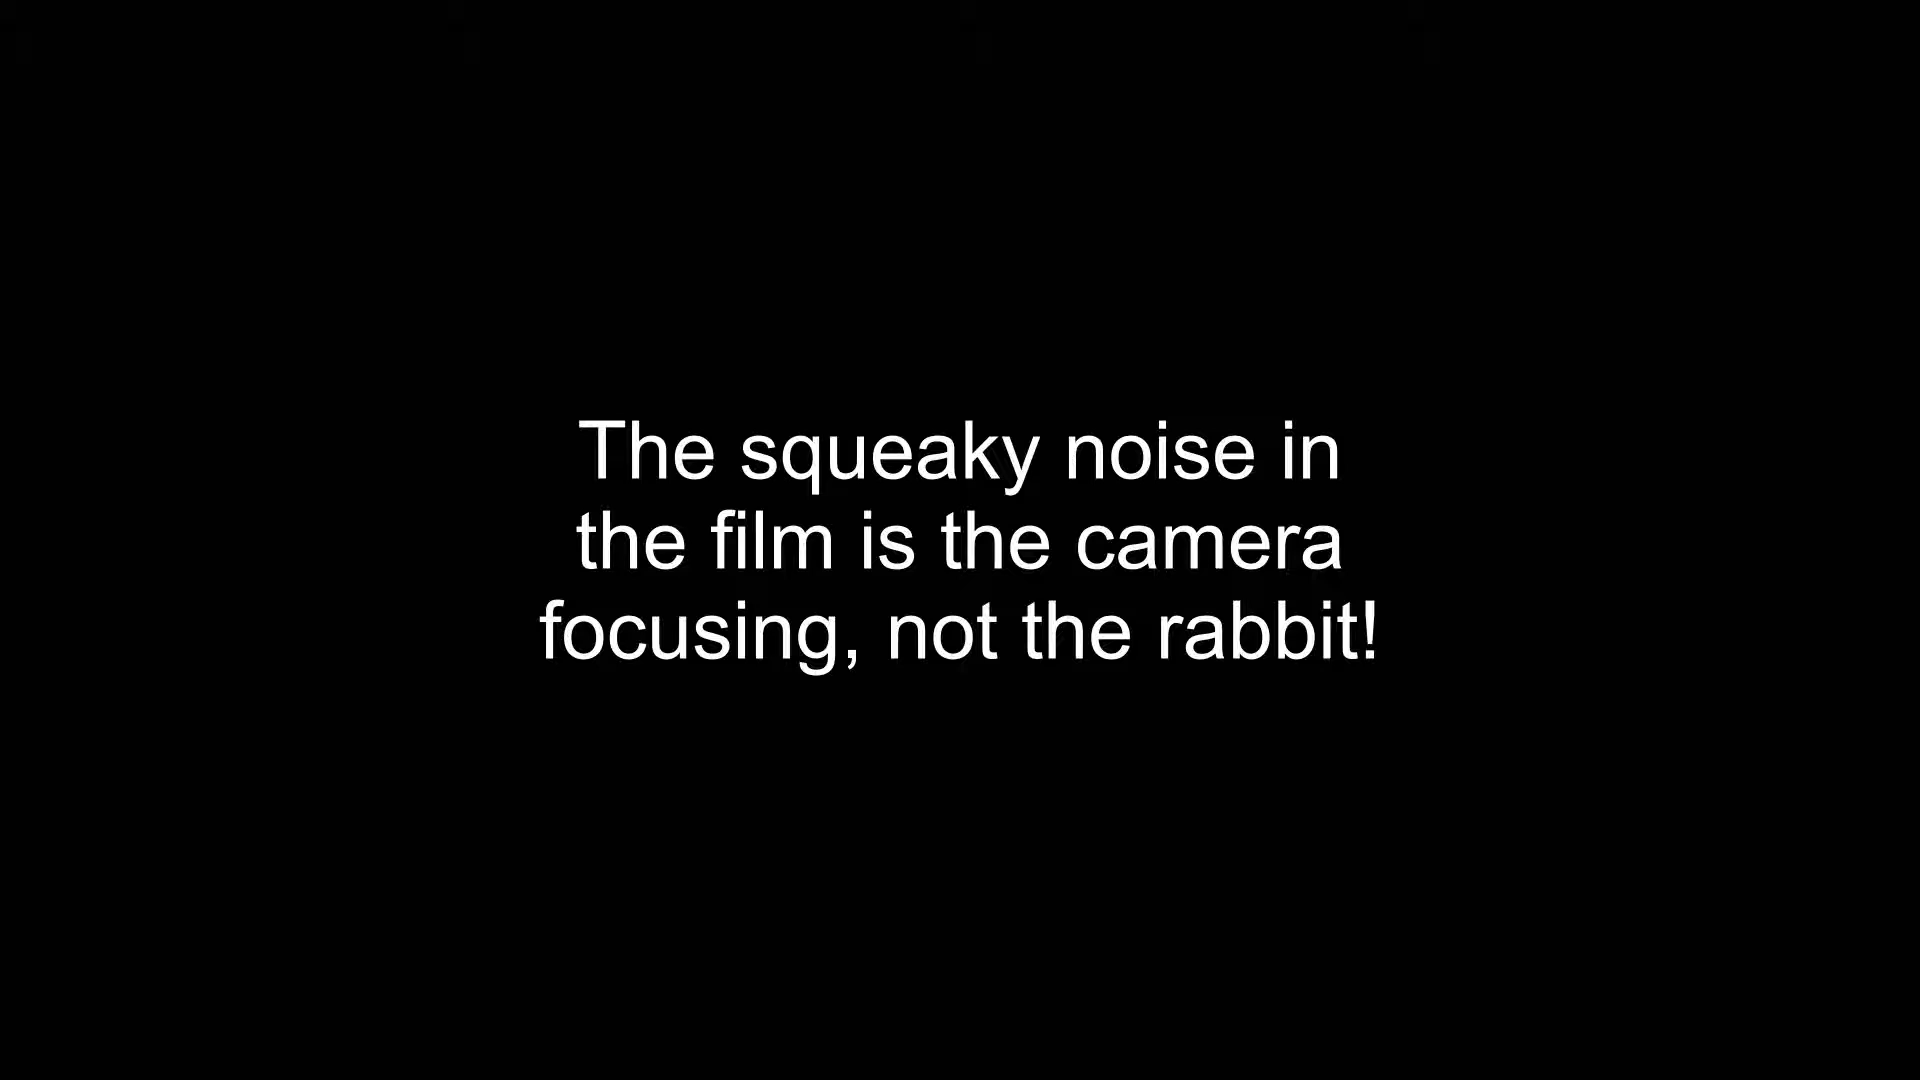 The squeaky noise in
the film is the camera
focusing, not the rabbit!